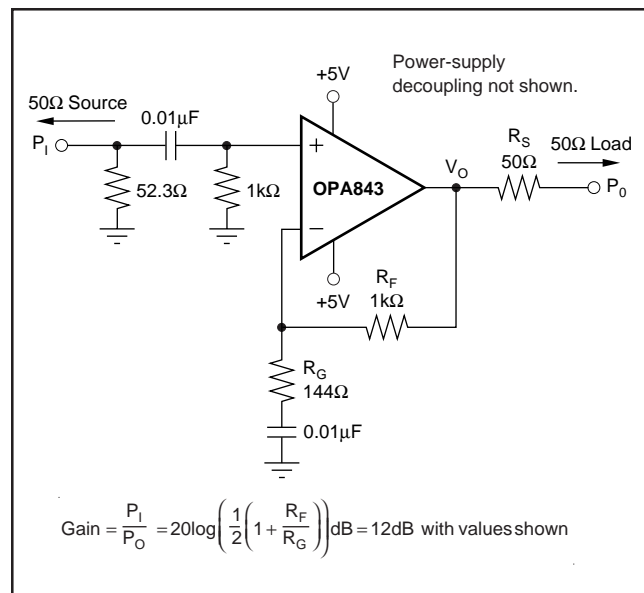 Power-supply
decoupling not shown.
+5V
50Ω Source
0.01µF
P_I
52.3Ω
1kΩ
+
OPA843
−
V_O
R_S
50Ω
50Ω Load
P_0
+5V
R_F
1kΩ
R_G
144Ω
0.01µF
Gain = P_I / P_O = 20log(1/2(1 + R_F/R_G))dB = 12dB with values shown